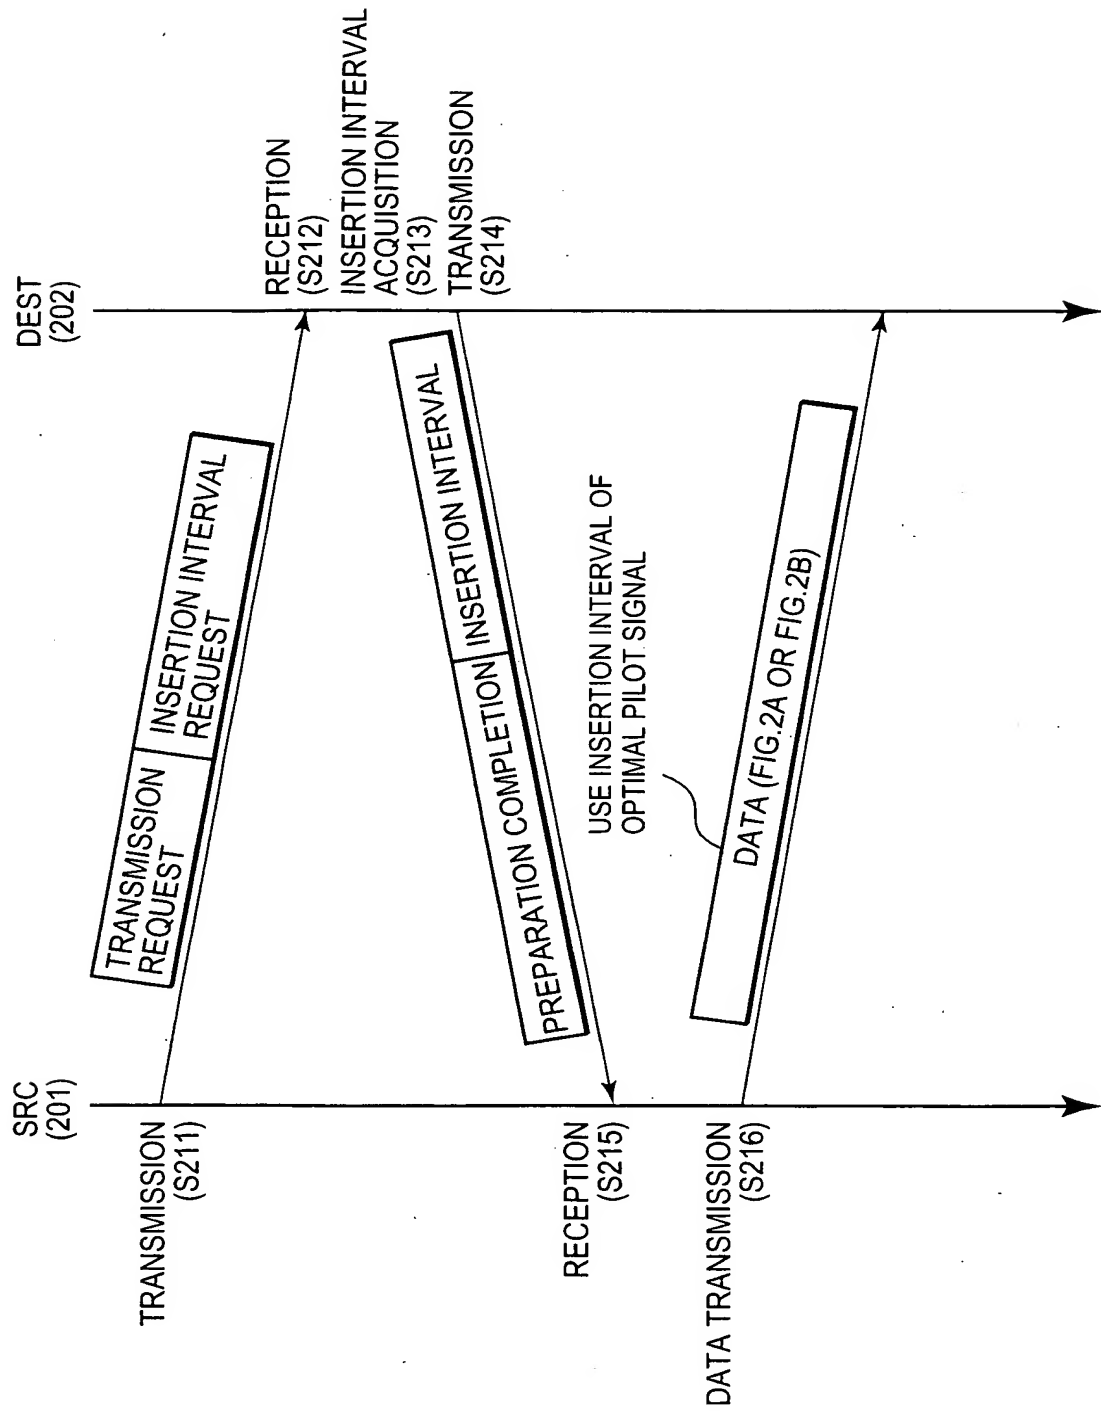 SRC
(201)
DEST
(202)
TRANSMISSION
(S211)
TRANSMISSION
REQUEST
INSERTION INTERVAL
REQUEST
RECEPTION
(S212)
INSERTION INTERVAL
ACQUISITION
(S213)
TRANSMISSION
(S214)
PREPARATION COMPLETION
INSERTION INTERVAL
RECEPTION
(S215)
USE INSERTION INTERVAL OF
OPTIMAL PILOT SIGNAL
DATA TRANSMISSION
(S216)
DATA (FIG.2A OR FIG.2B)